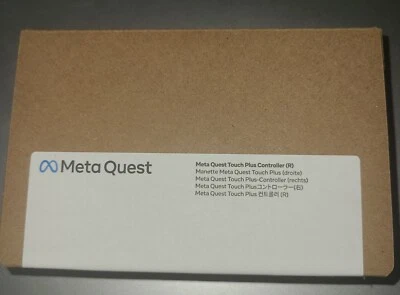 Meta Quest
Meta Quest Touch Plus Controller (R)
Manette Meta Quest Touch Plus (droite)
Meta Quest Touch Plus-Controller (rechts)
Meta Quest Touch Plusコントローラー(右)
Meta Quest Touch Plus 컨트롤러 (R)